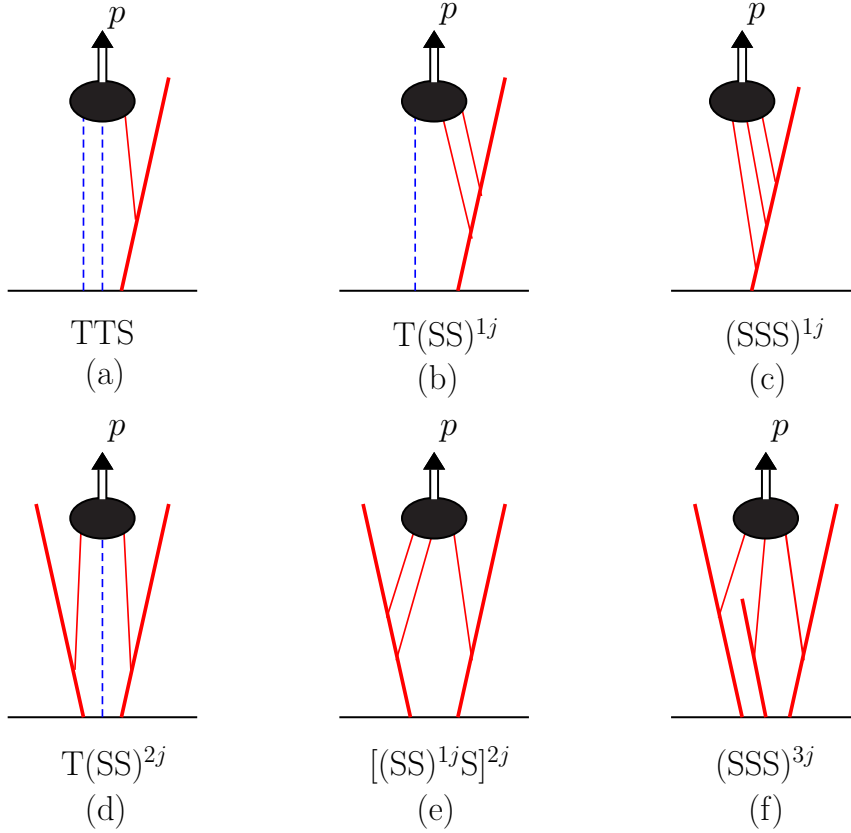 p p p
TTS T(SS)^{1j} (SSS)^{1j}
(a) (b) (c)
p p p
T(SS)^{2j} [(SS)^{1j}S]^{2j} (SSS)^{3j}
(d) (e) (f)